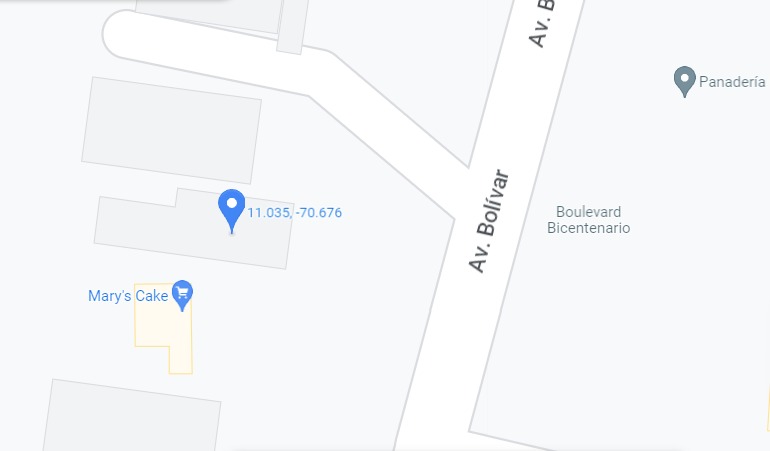 Av. B
Panadería
11.035, -70.676
Av. Bolívar
Boulevard
Bicentenario
Mary's Cake